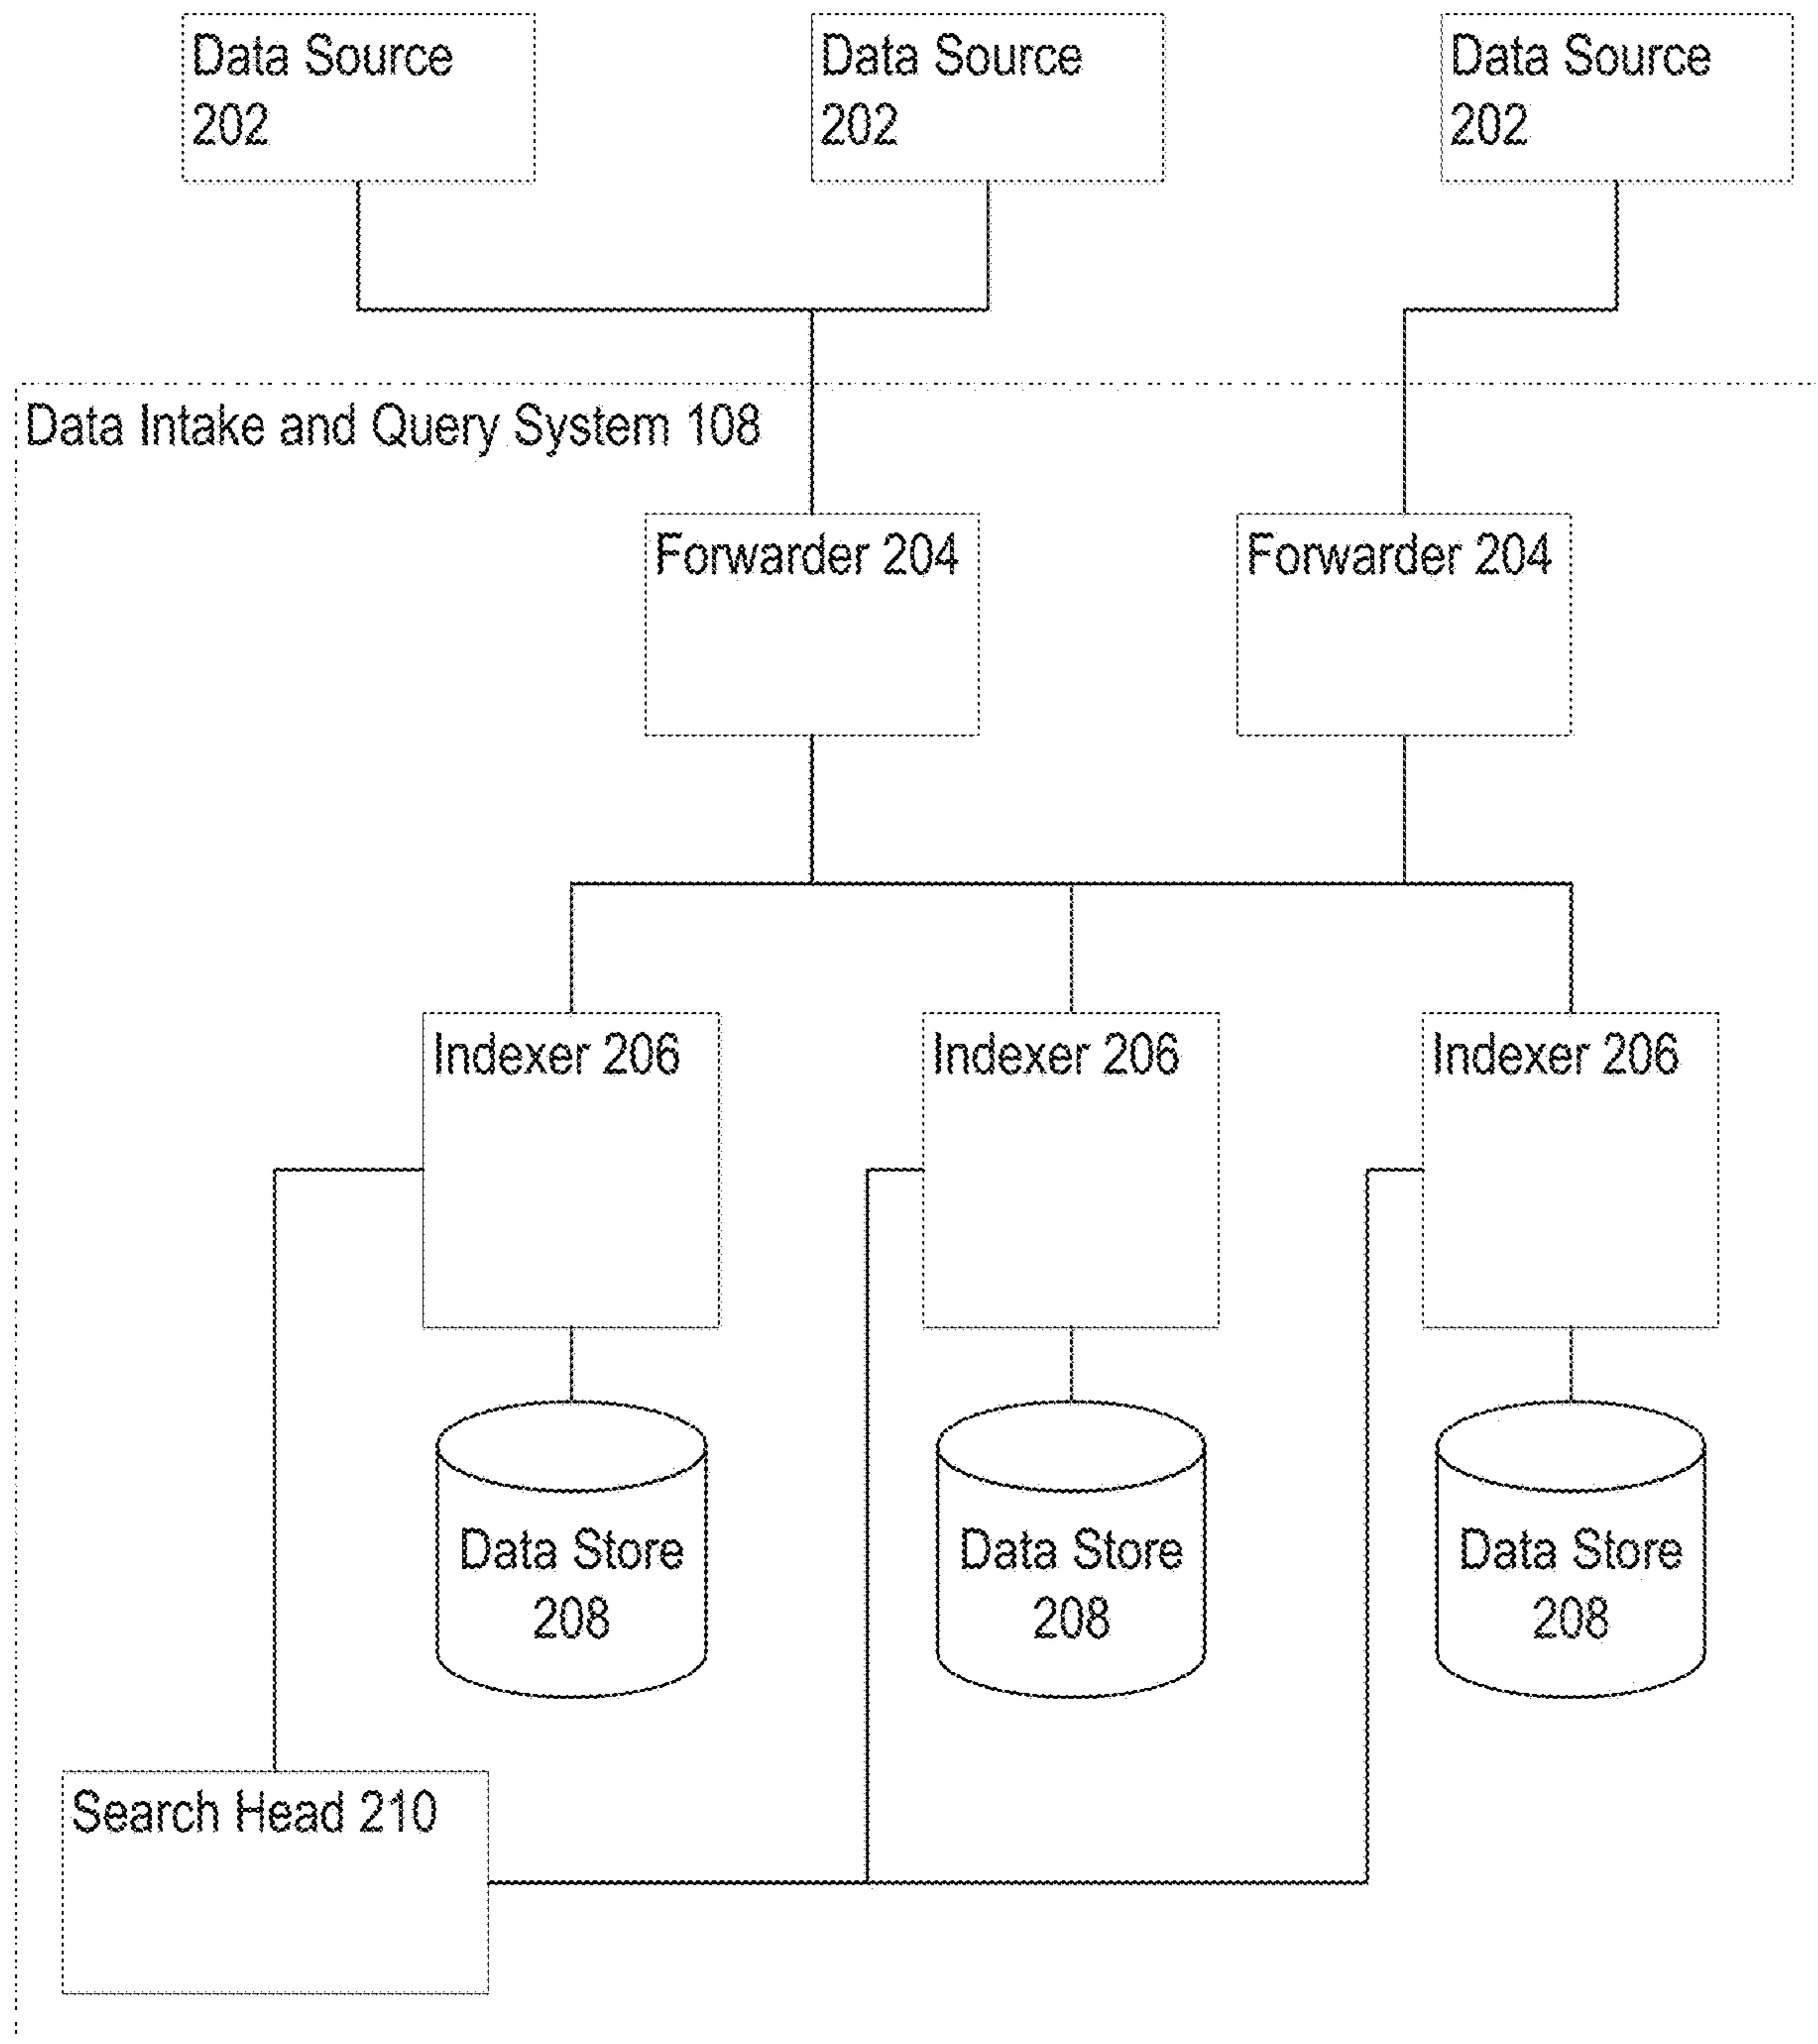 Data Source
202
Data Source
202
Data Source
202
Data Intake and Query System 108
Forwarder 204
Forwarder 204
Indexer 206
Indexer 206
Indexer 206
Data Store
208
Data Store
208
Data Store
208
Search Head 210